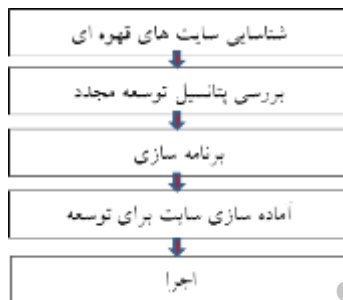 شناسایی سایت های قهوه ای
بررسی پتانسیل توسعه مجدد
برنامه سازی
آماده سازی سایت برای توسعه
اجرا